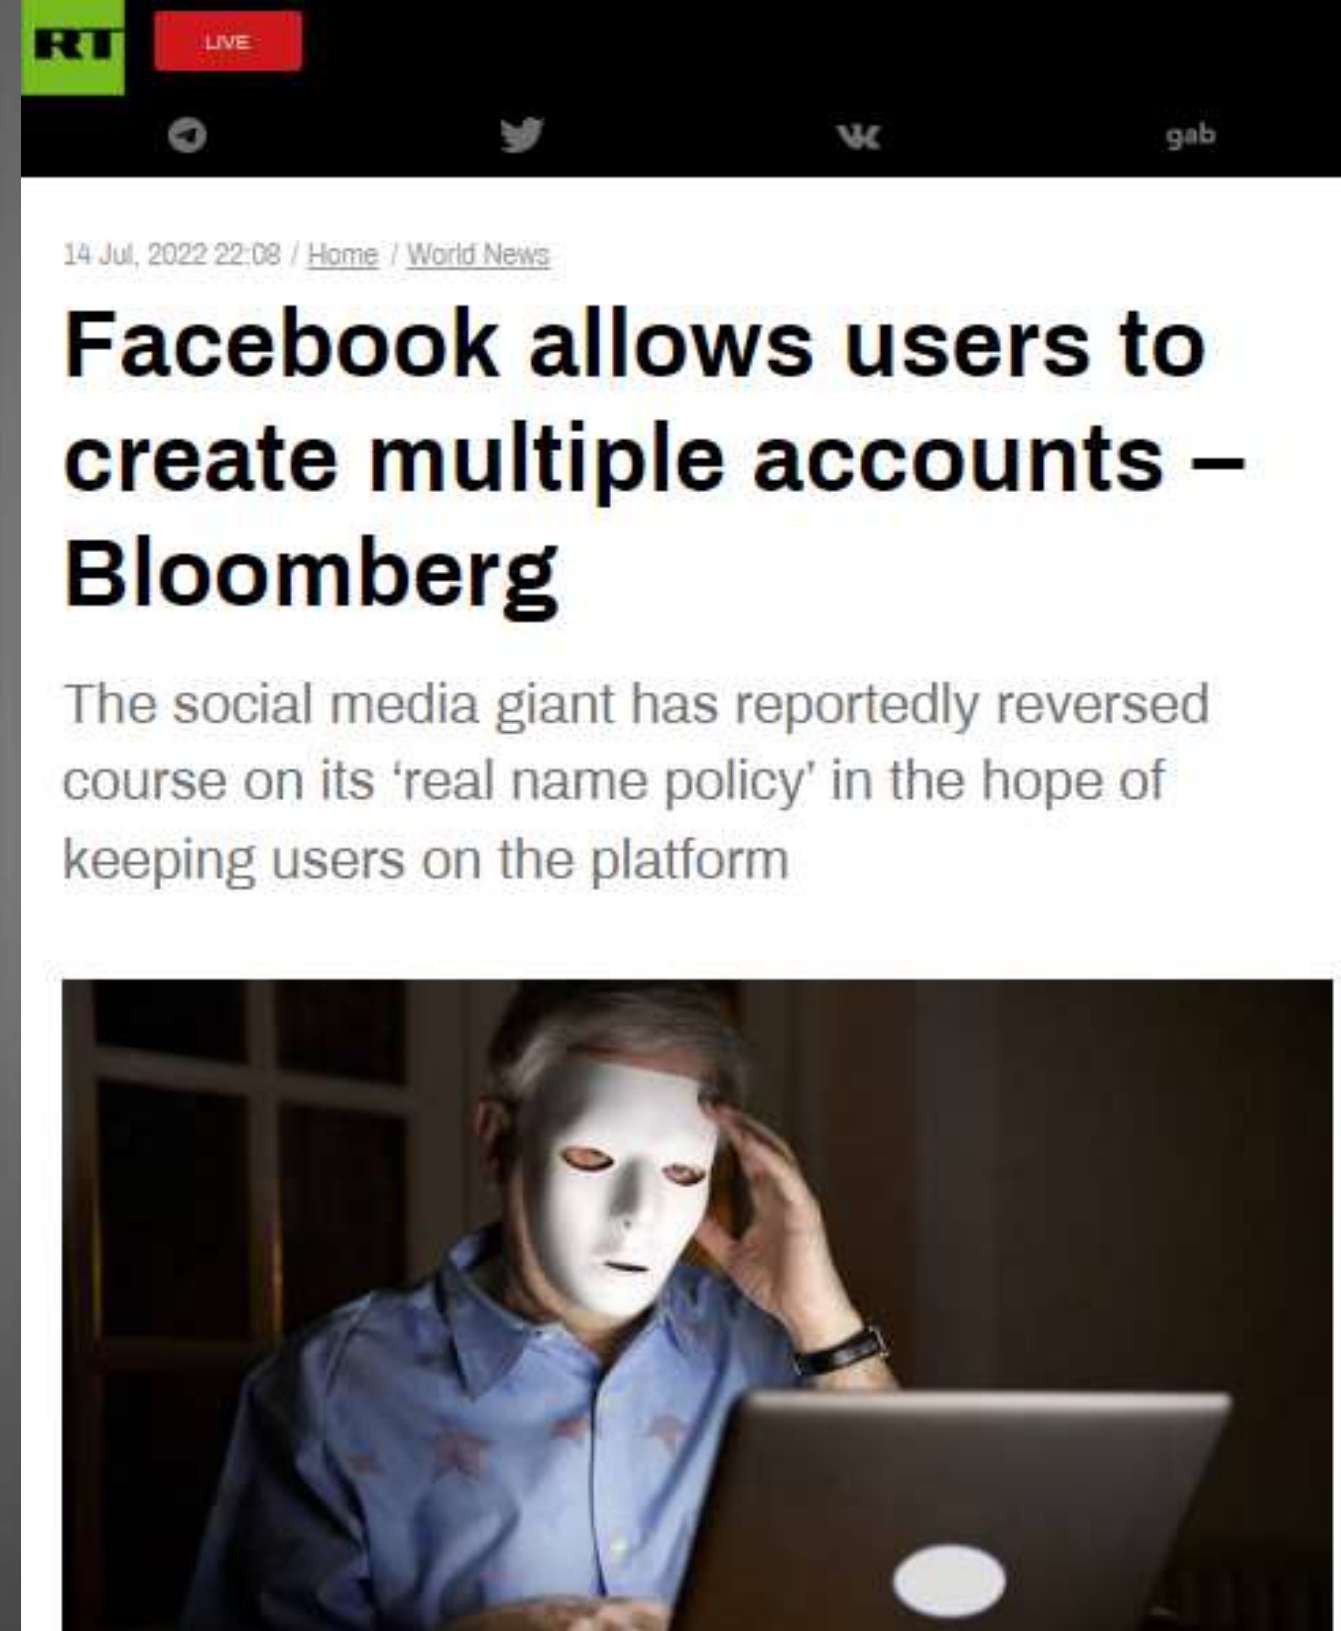 RT
LIVE
gab
14 Jul, 2022 22:08 / Home / World News
Facebook allows users to
create multiple accounts –
Bloomberg
The social media giant has reportedly reversed
course on its ‘real name policy’ in the hope of
keeping users on the platform